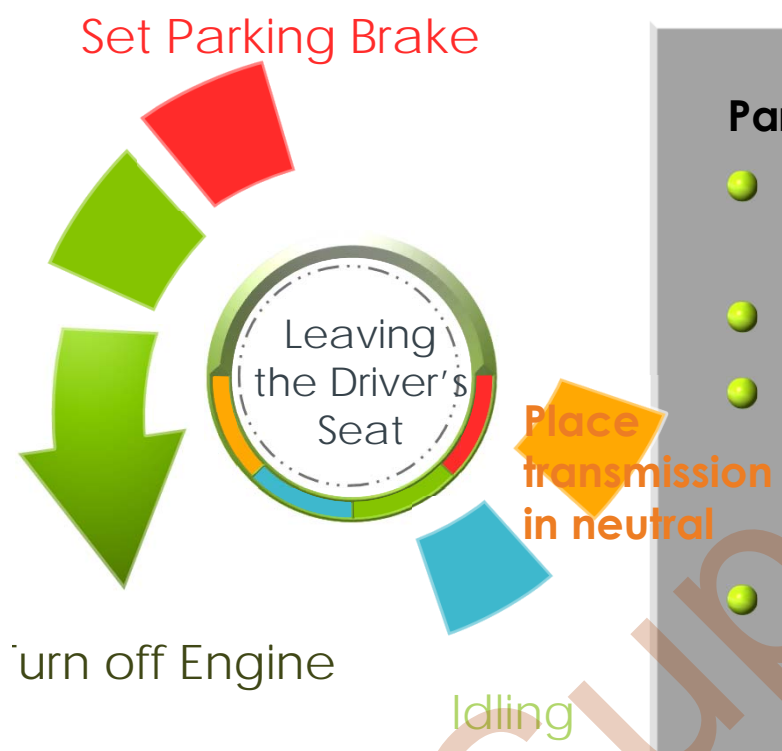 Set Parking Brake
Par
Leaving
the Driver's
Seat
Place
transmission
in neutral
urn off Engine
Idling